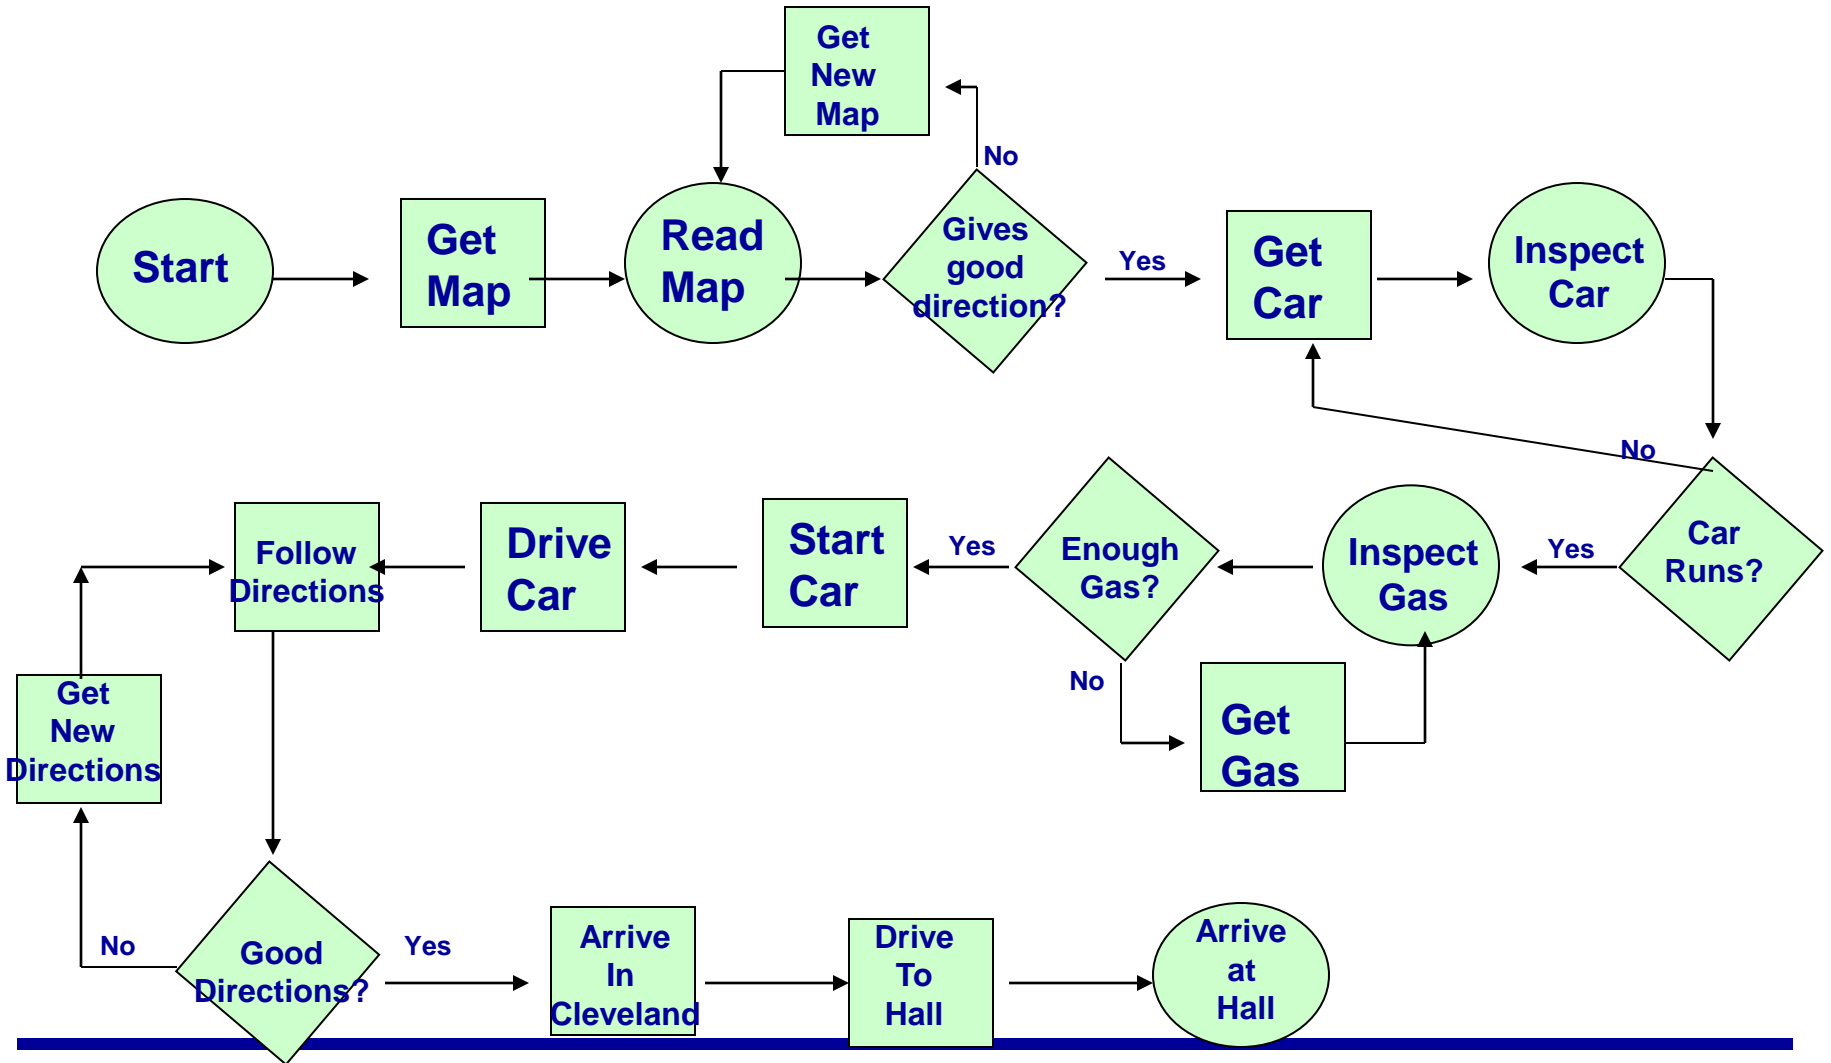 Get
New
Map
No
Start
Get
Map
Read
Map
Gives
good
direction?
Yes
Get
Car
Inspect
Car
No
Car
Runs?
Yes
Inspect
Gas
Enough
Gas?
No
Get
Gas
Yes
Start
Car
Drive
Car
Follow
Directions
Get
New
Directions
No
Good
Directions?
Yes
Arrive
In
Cleveland
Drive
To
Hall
Arrive
at
Hall